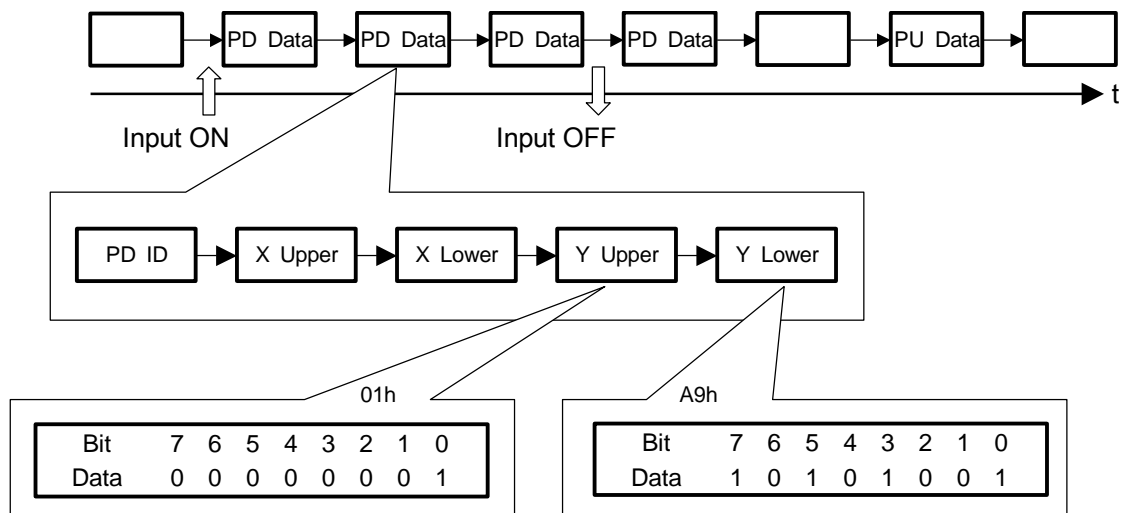 PD Data PD Data PD Data PD Data PU Data
t
Input ON Input OFF
PD ID X Upper X Lower Y Upper Y Lower
01h A9h
Bit 7 6 5 4 3 2 1 0
Data 0 0 0 0 0 0 0 1
Bit 7 6 5 4 3 2 1 0
Data 1 0 1 0 1 0 0 1